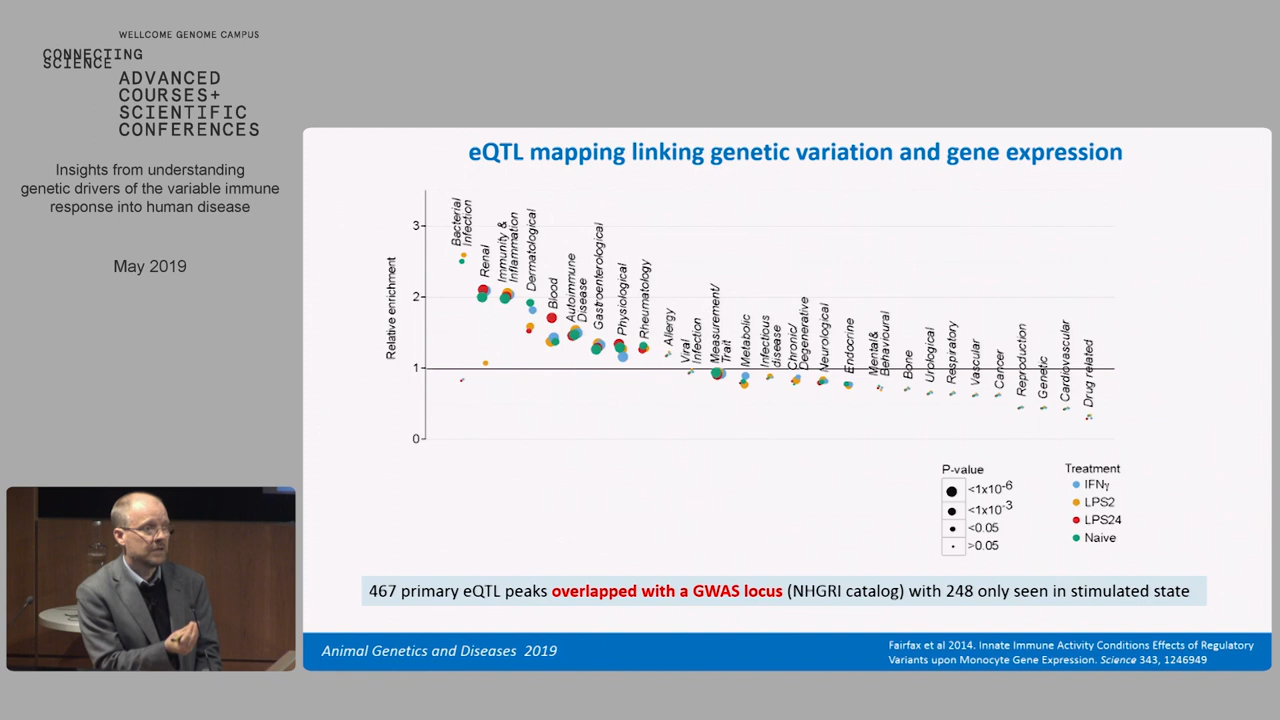 WELLCOME GENOME CAMPUS
CONNECTING
SCIENCE
ADVANCED
COURSES+
SCIENTIFIC
CONFERENCES
Insights from understanding
genetic drivers of the variable immune
response into human disease
May 2019
eQTL mapping linking genetic variation and gene expression
Relative enrichment
3
2
1
0
Bacterial
Infection
Renal
Immunity &
Inflammation
Dermatological
Blood
Autoimmune
Disease
Gastroenterological
Physiological
Rheumatology
Allergy
Viral
Infection
Measurement/
Trait
Metabolic
Infectious
disease
Chronic/
Degenerative
Neurological
Endocrine
Mental&
Behavioural
Bone
Urological
Respiratory
Vascular
Cancer
Reproduction
Genetic
Cardiovascular
Drug related
P-value
<1x10-6
<1x10-3
<0.05
>0.05
Treatment
IFNγ
LPS2
LPS24
Naive
467 primary eQTL peaks overlapped with a GWAS locus (NHGRI catalog) with 248 only seen in stimulated state
Animal Genetics and Diseases 2019
Fairfax et al 2014. Innate Immune Activity Conditions Effects of Regulatory
Variants upon Monocyte Gene Expression. Science 343, 1246949